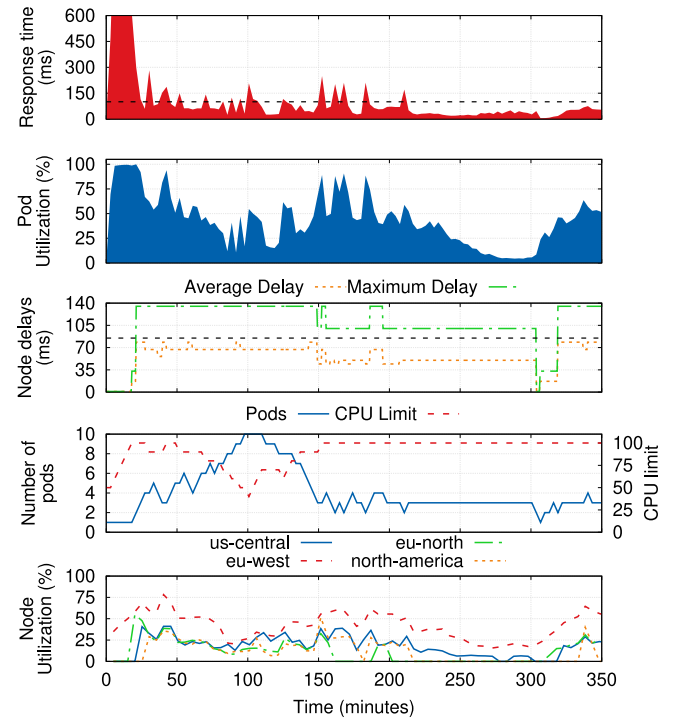 Response time
(ms)
600
450
300
150
0
Pod
Utilization (%)
100
75
50
25
0
Average Delay
Maximum Delay
Node delays
(ms)
140
105
70
35
0
Pods
CPU Limit
Number of
pods
10
8
6
4
2
0
100
75
50
25
0
CPU limit
us-central
eu-north
eu-west
north-america
Node
Utilization (%)
100
75
50
25
0
0 50 100 150 200 250 300 350
Time (minutes)